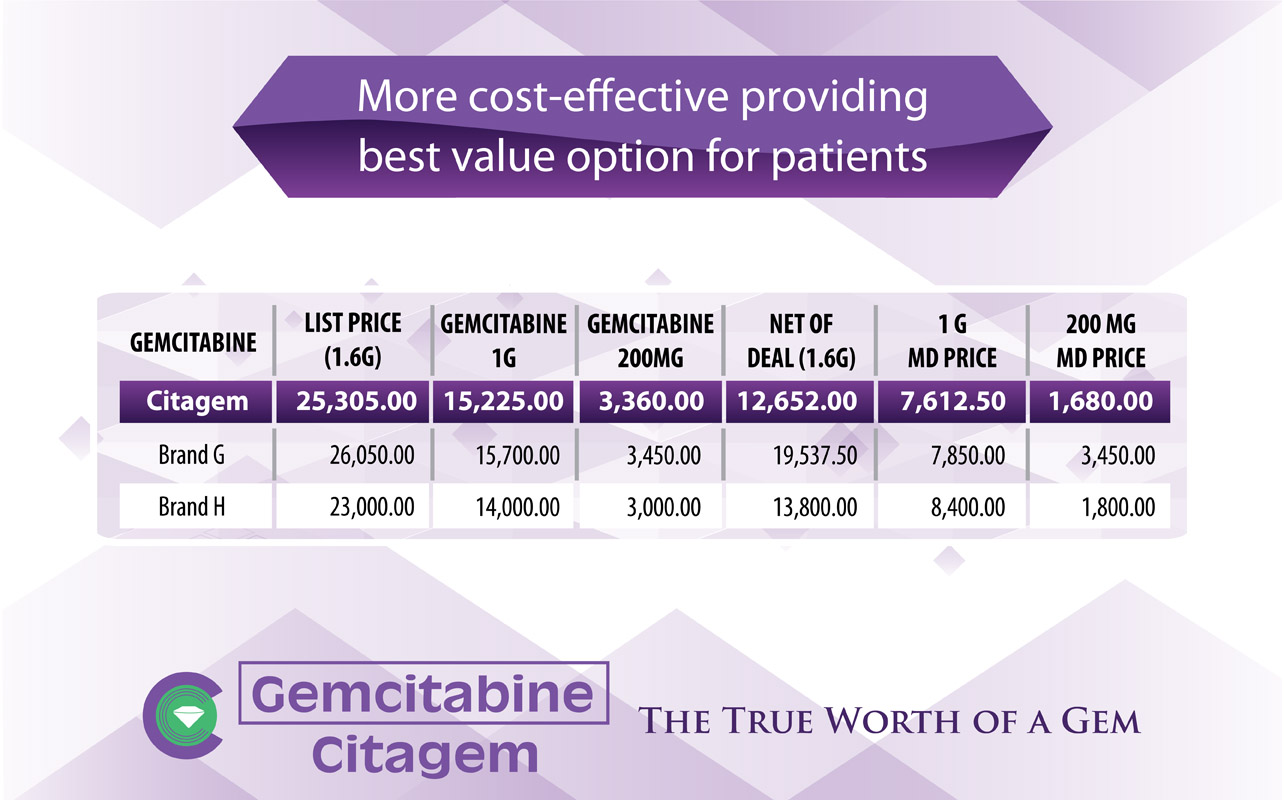 More cost-effective providing
best value option for patients
GEMCITABINE LIST PRICE (1.6G) GEMCITABINE 1G GEMCITABINE 200MG NET OF DEAL (1.6G) 1 G MD PRICE 200 MG MD PRICE
Citagem 25,305.00 15,225.00 3,360.00 12,652.00 7,612.50 1,680.00
Brand G 26,050.00 15,700.00 3,450.00 19,537.50 7,850.00 3,450.00
Brand H 23,000.00 14,000.00 3,000.00 13,800.00 8,400.00 1,800.00
Gemcitabine
Citagem
THE TRUE WORTH OF A GEM